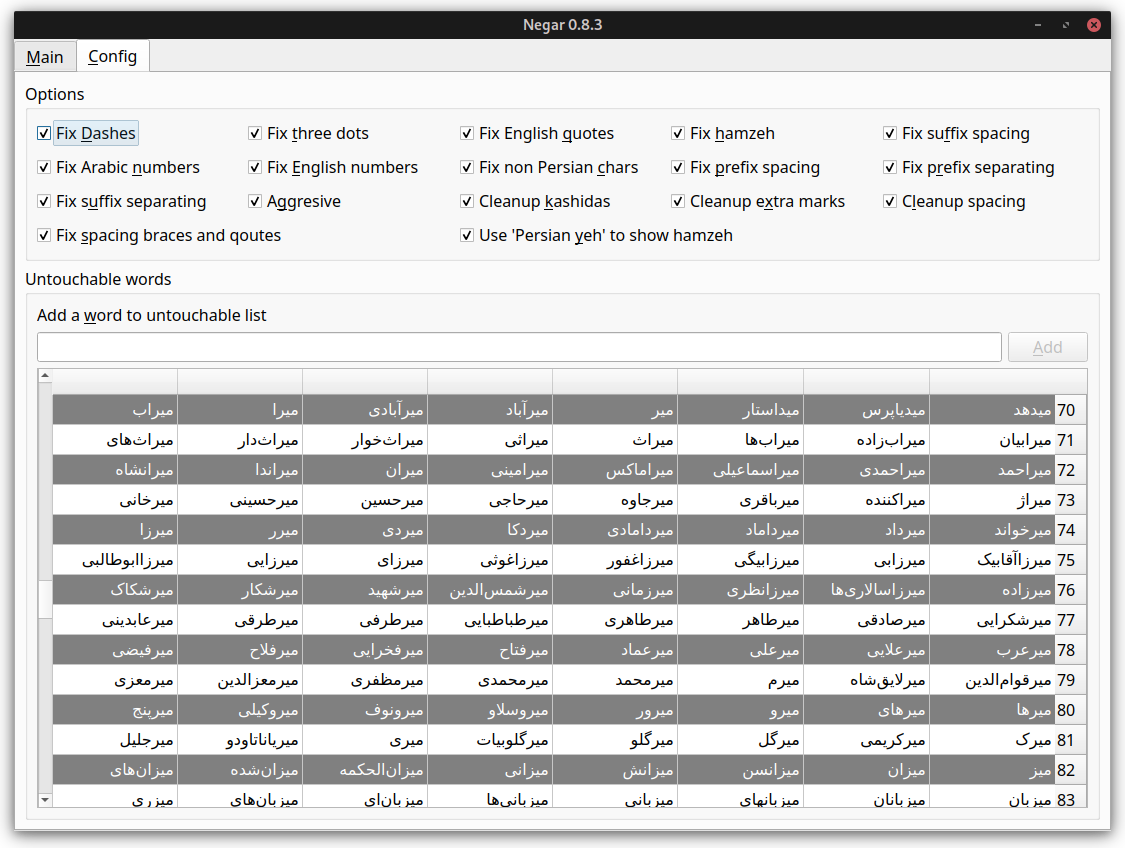 Negar 0.8.3
Main Config
Options
Fix Dashes Fix three dots Fix English quotes Fix hamzeh Fix suffix spacing
Fix Arabic numbers Fix English numbers Fix non Persian chars Fix prefix spacing Fix prefix separating
Fix suffix separating Aggresive Cleanup kashidas Cleanup extra marks Cleanup spacing
Fix spacing braces and qoutes Use 'Persian yeh' to show hamzeh
Untouchable words
Add a word to untouchable list
Add
70 میدهد میدیاپرس میداستار میر میرآباد میرآبادی میرا میراب
71 میرابیان میراب‌زاده میراب‌ها میراث میراثی میراث‌خوار میراث‌دار میراث‌های
72 میراحمد میراحمدی میراسماعیلی میراماکس میرامینی میران میراندا میرانشاه
73 میراژ میراکننده میرباقری میرجاوه میرحاجی میرحسین میرحسینی میرخانی
74 میرخواند میرداد میرداماد میردامادی میردکا میردی میرر میرزا
75 میرزاآقابیک میرزابی میرزابیگی میرزاغفور میرزاغوثی میرزای میرزایی میرزاابوطالبی
76 میرزاده میرزاسالاری‌ها میرزانظری میرزمانی میرشمس‌الدین میرشهید میرشکار میرشکاک
77 میرشکرایی میرصادقی میرطاهر میرطاهری میرطباطبایی میرطرفی میرطرقی میرعابدینی
78 میرعرب میرعلایی میرعلی میرعماد میرفتاح میرفخرایی میرفلاح میرفیضی
79 میرقوام‌الدین میرلایق‌شاه میرم میرمحمد میرمحمدی میرمظفری میرمعزالدین میرمعزی
80 میرها میرهای میرو میرور میروسلاو میرونوف میروکیلی میرپنج
81 میرک میرکریمی میرگل میرگلو میرگلوبیات میری میریاناتاودو میرجلیل
82 میز میزان میزانسن میزانش میزانی میزان‌الحکمه میزان‌شده میزان‌های
83 میزبان میزبانان میزبانهای میزبانی میزبانی‌ها میزبان‌ای میزبان‌های میزری